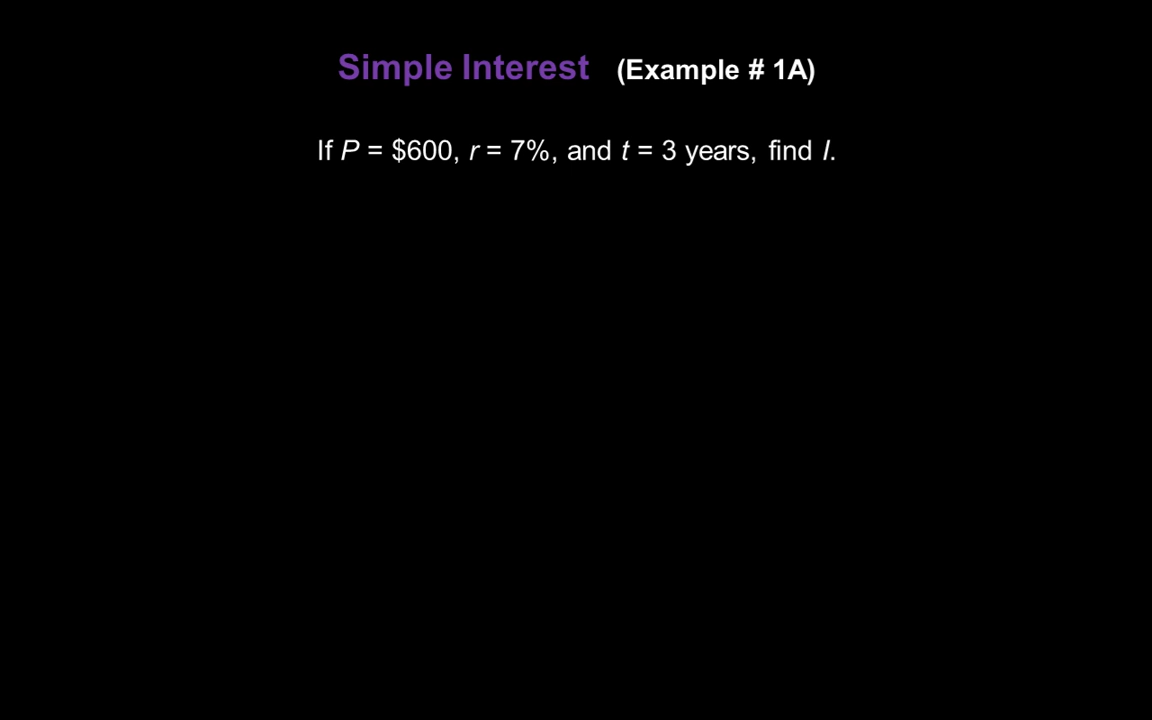 Simple Interest (Example # 1A)
If P = $600, r = 7%, and t = 3 years, find I.